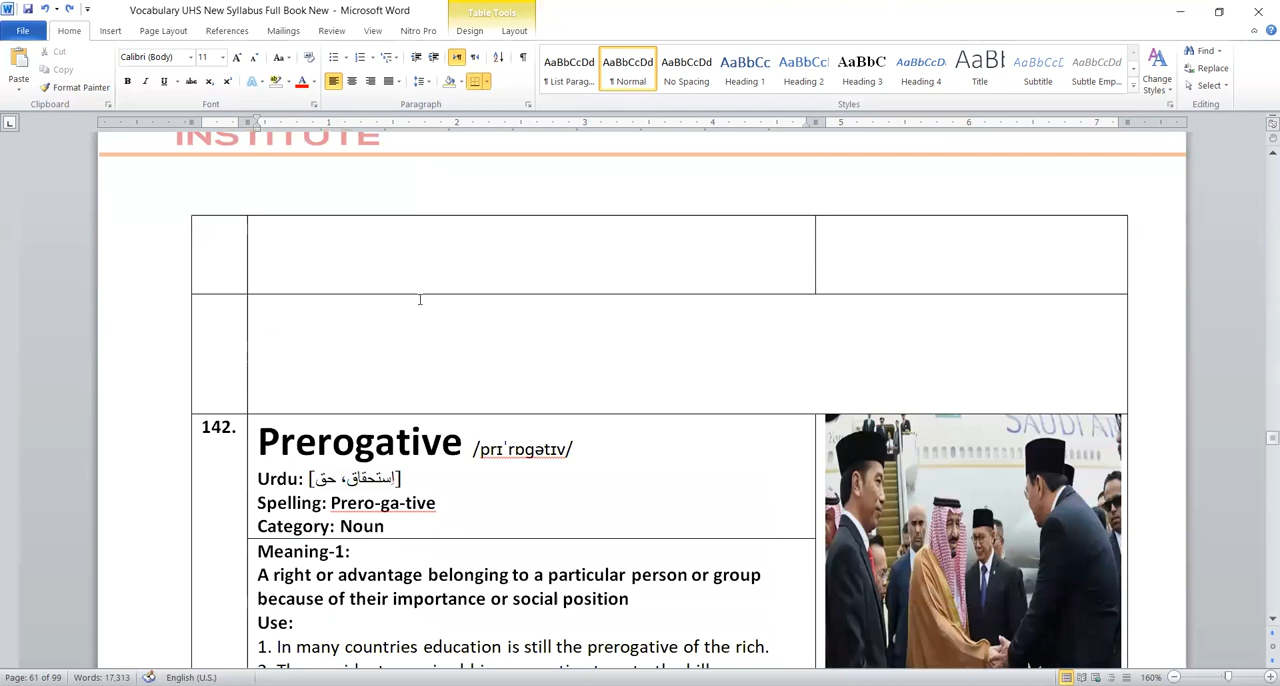 Vocabulary UHS New Syllabus Full Book New - Microsoft Word
Table Tools
File Home Insert Page Layout References Mailings Review View Nitro Pro Design Layout
Paste
Cut
Copy
Format Painter
Calibri (Body) 11
Clipboard Font Paragraph Styles Editing
AaBbCcDd ¶ List Parag...
AaBbCcDd ¶ Normal
AaBbCcDd No Spacing
AaBbCc Heading 1
AaBbCc Heading 2
AaBbC Heading 3
AaBbCcD Heading 4
AaBb Title
AaBbCcD Subtitle
AaBbCcDd Subtle Emp...
Change Styles
Find
Replace
Select
INSTITUTE
142.
Prerogative /prɪˈrɒɡətɪv/
Urdu: [استحقاق، حق]
Spelling: Prero-ga-tive
Category: Noun
Meaning-1:
A right or advantage belonging to a particular person or group
because of their importance or social position
Use:
1. In many countries education is still the prerogative of the rich.
SAUDI A
Page: 61 of 99 Words: 17,313 English (U.S.) 160%